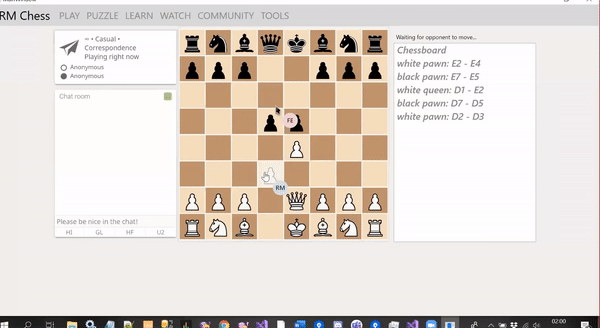 RM Chess PLAY PUZZLE LEARN WATCH COMMUNITY TOOLS
∞ • Casual •
Correspondence
Playing right now
Anonymous
Anonymous
Chat room
Please be nice in the chat!
HI GL HF U2
FE
RM
Waiting for opponent to move...
Chessboard
white pawn: E2 - E4
black pawn: E7 - E5
white queen: D1 - E2
black pawn: D7 - D5
white pawn: D2 - D3
02:00